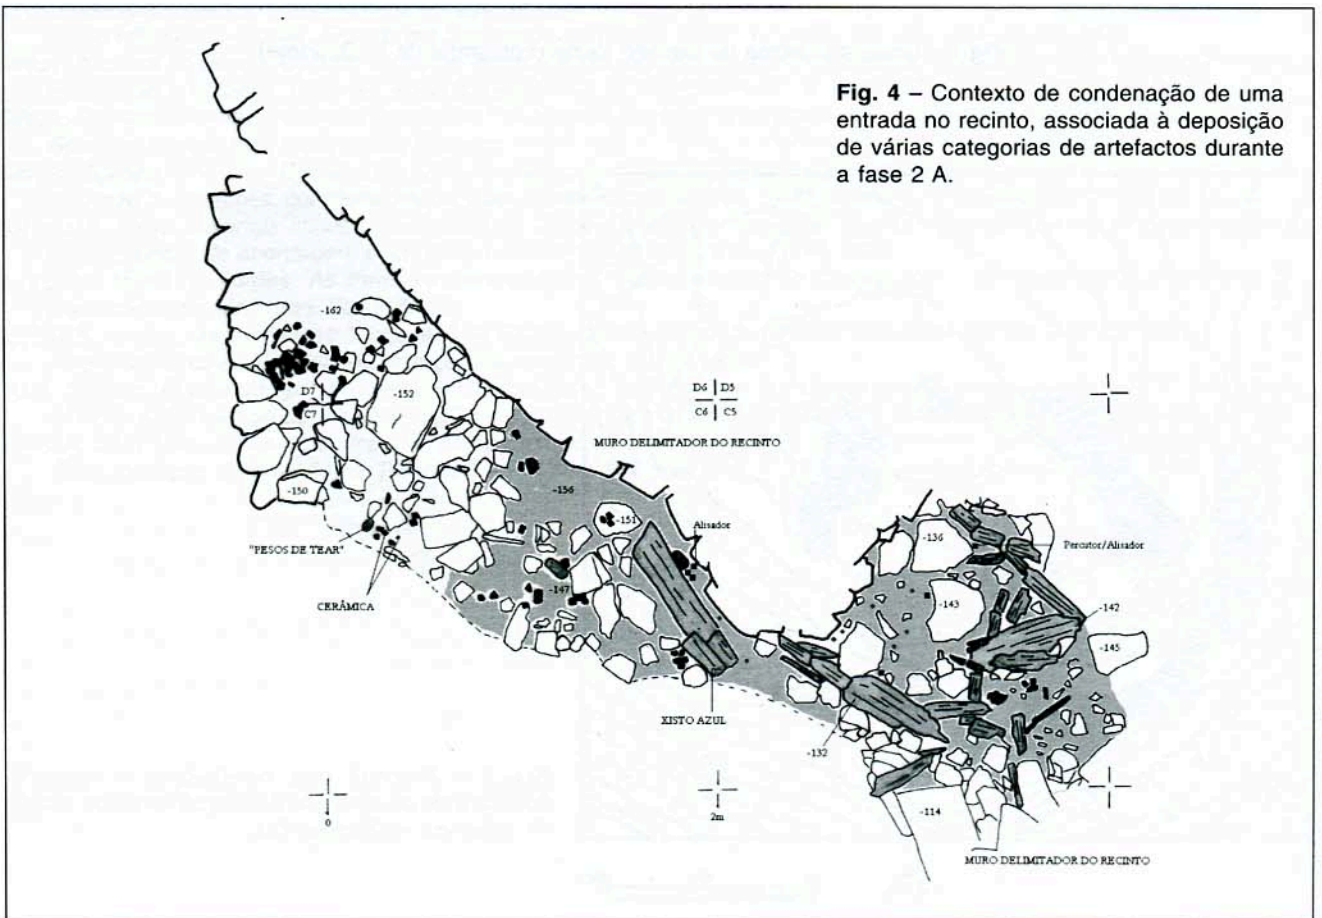 Fig. 4 – Contexto de condenação de uma
entrada no recinto, associada à deposição
de várias categorias de artefactos durante
a fase 2 A.
-162
D7
C7
-152
D6 D5
C6 C5
MURO DELIMITADOR DO RECINTO
-150
-156
-151
Alisador
-136
Percutor/Alisador
"PESOS DE TEAR"
-147
CERÂMICA
-143
-142
-145
XISTO AZUL
-132
0
2m
-114
MURO DELIMITADOR DO RECINTO